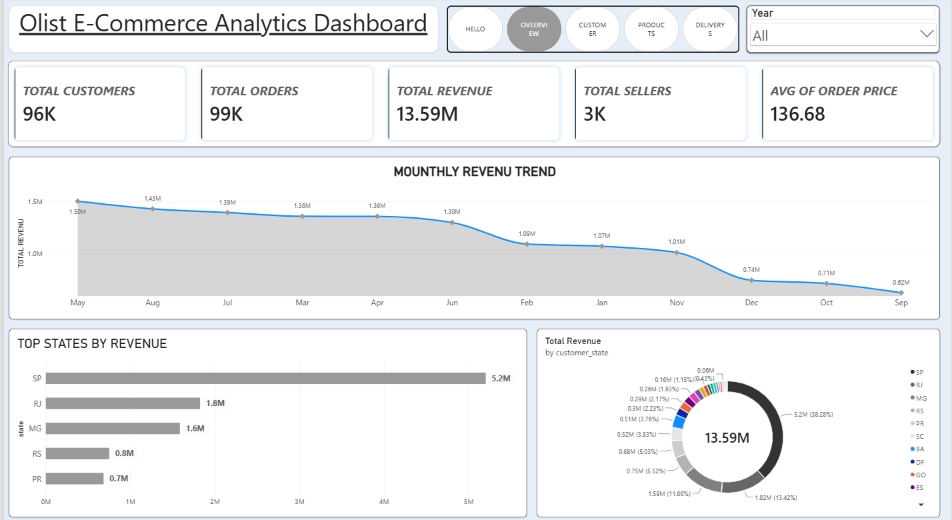 Olist E-Commerce Analytics Dashboard
HELLO
OVEERVI
EW
CUSTOM
ER
PRODUC
TS
DELIVERY
S
Year
All
TOTAL CUSTOMERS
96K
TOTAL ORDERS
99K
TOTAL REVENUE
13.59M
TOTAL SELLERS
3K
AVG OF ORDER PRICE
136.68
MOUNTHLY REVENU TREND
TOTAL REVENU
1.5M
1.0M
1.50M
1.43M
1.39M
1.36M
1.36M
1.30M
1.09M
1.07M
1.01M
0.74M
0.71M
0.62M
May
Aug
Jul
Mar
Apr
Jun
Feb
Jan
Nov
Dec
Oct
Sep
TOP STATES BY REVENUE
state
SP
5.2M
RJ
1.8M
MG
1.6M
RS
0.8M
PR
0.7M
0M
1M
2M
3M
4M
5M
Total Revenue
by customer_state
0.06M
(0.43%)
0.16M (1.15%)
0.26M (1.93%)
0.29M (2.17%)
0.3M (2.23%)
0.51M (3.76%)
0.52M (3.83%)
0.68M (5.03%)
0.75M (5.52%)
1.59M (11.66%)
1.82M (13.42%)
5.2M (38.28%)
13.59M
SP
RJ
MG
RS
PR
SC
BA
DF
GO
ES